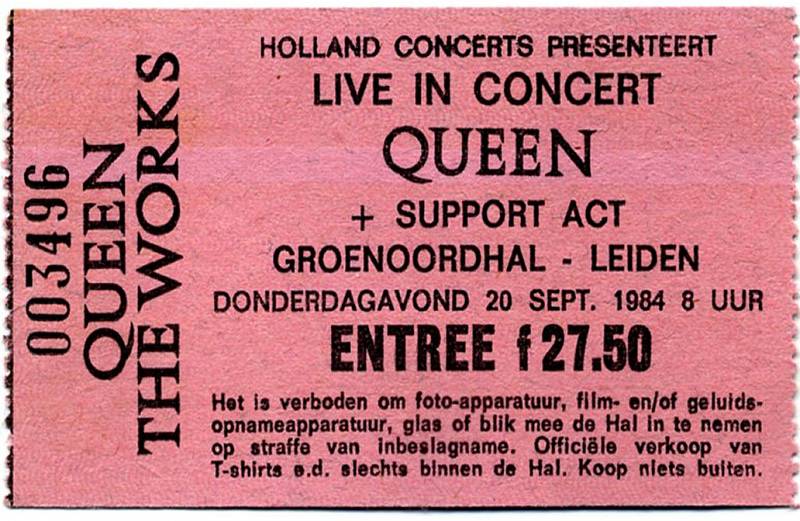 003496
QUEEN
THE WORKS
HOLLAND CONCERTS PRESENTEERT
LIVE IN CONCERT
QUEEN
+ SUPPORT ACT
GROENOORDHAL - LEIDEN
DONDERDAGAVOND 20 SEPT. 1984 8 UUR
ENTREE f 27.50
Het is verboden om foto-apparatuur, film- en/of geluids-
opnameapparatuur, glas of blik mee de Hal in te nemen
op straffe van inbeslagname. Officiële verkoop van
T-shirts e.d. slechts binnen de Hal. Koop niets buiten.